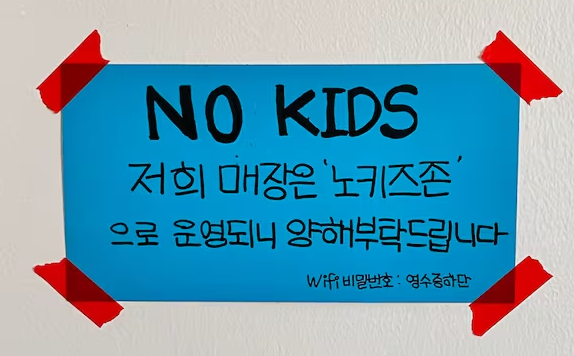 NO KIDS
저희 매장은 '노키즈존'
으로 운영되니 양해부탁드립니다
Wifi 비밀번호 : 영수증하단